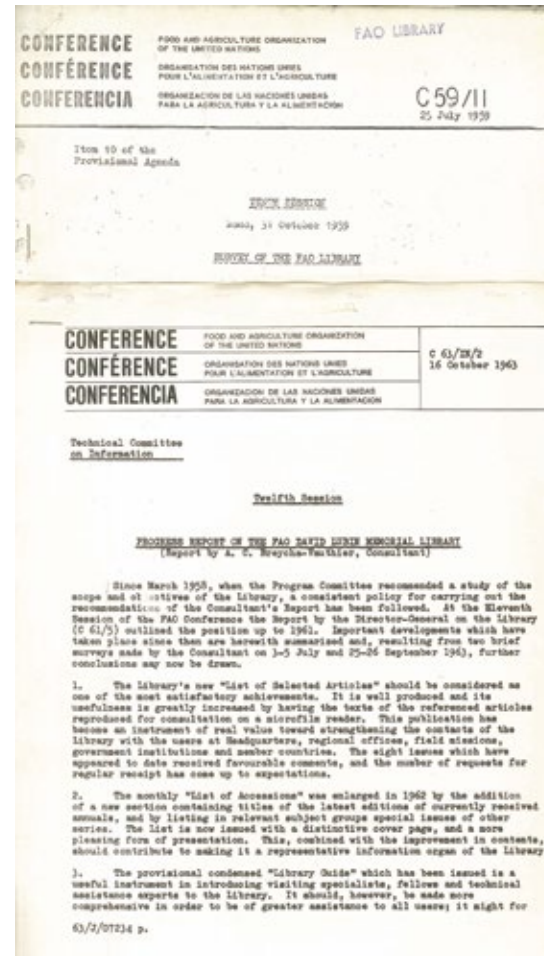 FAO LIBRARY
CONFERENCE FOOD AND AGRICULTURE ORGANIZATION
OF THE UNITED NATIONS
CONFÉRENCE ORGANISATION DES NATIONS UNIES
POUR L'ALIMENTATION ET L'AGRICULTURE
CONFERENCIA ORGANIZACION DE LAS NACIONES UNIDAS
PARA LA AGRICULTURA Y LA ALIMENTACION
C 59/11
25 July 1959
Item 10 of the
Provisional Agenda
TENTH SESSION
Rome, 31 October 1959
SURVEY OF THE FAO LIBRARY
CONFERENCE FOOD AND AGRICULTURE ORGANIZATION
OF THE UNITED NATIONS
CONFÉRENCE ORGANISATION DES NATIONS UNIES
POUR L'ALIMENTATION ET L'AGRICULTURE
CONFERENCIA ORGANIZACION DE LAS NACIONES UNIDAS
PARA LA AGRICULTURA Y LA ALIMENTACION
C 63/IN/2
16 October 1963
Technical Committee
on Information
Twelfth Session
PROGRESS REPORT ON THE FAO DAVID LUBIN MEMORIAL LIBRARY
(Report by A. C. Breycha-Vauthier, Consultant)
Since March 1958, when the Program Committee recommended a study of the
scope and objectives of the Library, a consistent policy for carrying out the
recommendations of the Consultant's Report has been followed. At the Eleventh
Session of the FAO Conference the Report by the Director-General on the Library
(C 61/5) outlined the position up to 1961. Important developments which have
taken place since then are herewith summarised and, resulting from two brief
surveys made by the Consultant on 3-5 July and 25-26 September 1963, further
conclusions may now be drawn.
1. The Library's new "List of Selected Articles" should be considered as
one of the most satisfactory achievements. It is well produced and its
usefulness is greatly increased by having the texts of the referenced articles
reproduced for consultation on a microfilm reader. This publication has
become an instrument of real value toward strengthening the contacts of the
Library with the users at Headquarters, regional offices, field missions,
government institutions and member countries. The eight issues which have
appeared to date received favourable comments, and the number of requests for
regular receipt has come up to expectations.
2. The monthly "List of Accessions" was enlarged in 1962 by the addition
of a new section containing titles of the latest editions of currently received
annuals, and by listing in relevant subject groups special issues of other
series. The list is now issued with a distinctive cover page, and a more
pleasing form of presentation. This, combined with the improvement in contents,
should contribute to making it a representative information organ of the Library
3. The provisional condensed "Library Guide" which has been issued is a
useful instrument in introducing visiting specialists, fellows and technical
assistance experts to the Library. It should, however, be made more
comprehensive in order to be of greater assistance to all users; it might for
63/J/07234 p.